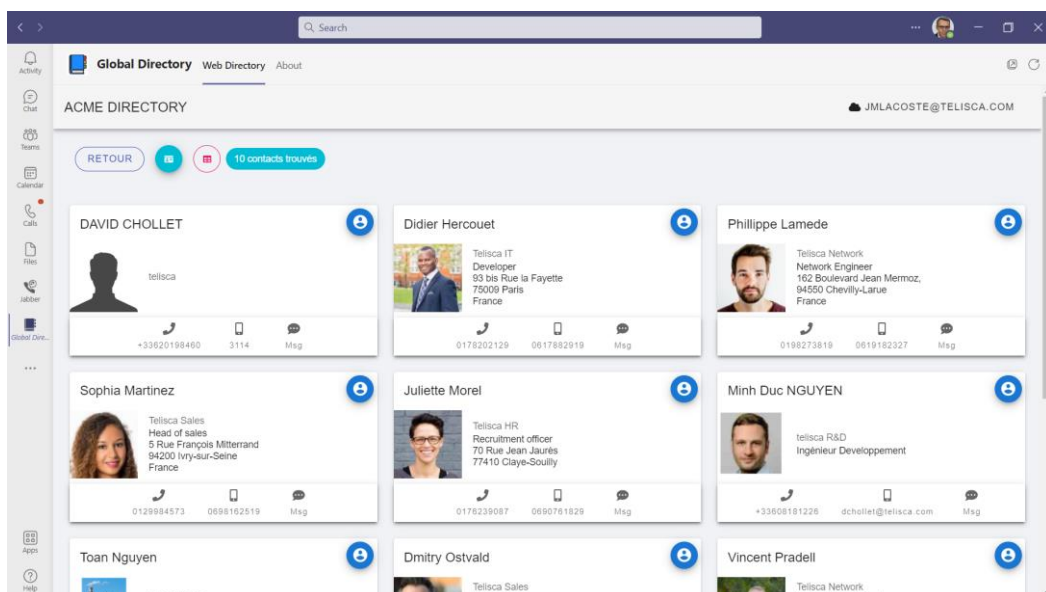 Search
Activity
Chat
Teams
Calendar
Calls
Files
Jabber
Global Dire...
Apps
Help
Global Directory Web Directory About
ACME DIRECTORY JMLACOSTE@TELISCA.COM
RETOUR 10 contacts trouvés
DAVID CHOLLET
telisca
+33620198460 3114 Msg
Didier Hercouet
Telisca IT
Developer
93 bis Rue la Fayette
75009 Paris
France
0178202129 0617882919 Msg
Phillippe Lamede
Telisca Network
Network Engineer
162 Boulevard Jean Mermoz,
94550 Chevilly-Larue
France
0198273819 0619182327 Msg
Sophia Martinez
Telisca Sales
Head of sales
5 Rue François Mitterrand
94200 Ivry-sur-Seine
France
0129984573 0698162519 Msg
Juliette Morel
Telisca HR
Recruitment officer
70 Rue Jean Jaurès
77410 Claye-Souilly
0176239087 0690761829 Msg
Minh Duc NGUYEN
telisca R&D
Ingénieur Developpement
+33608181226 dchollet@telisca.com Msg
Toan Nguyen
Dmitry Ostvald
Telisca Sales
Vincent Pradell
Telisca Network